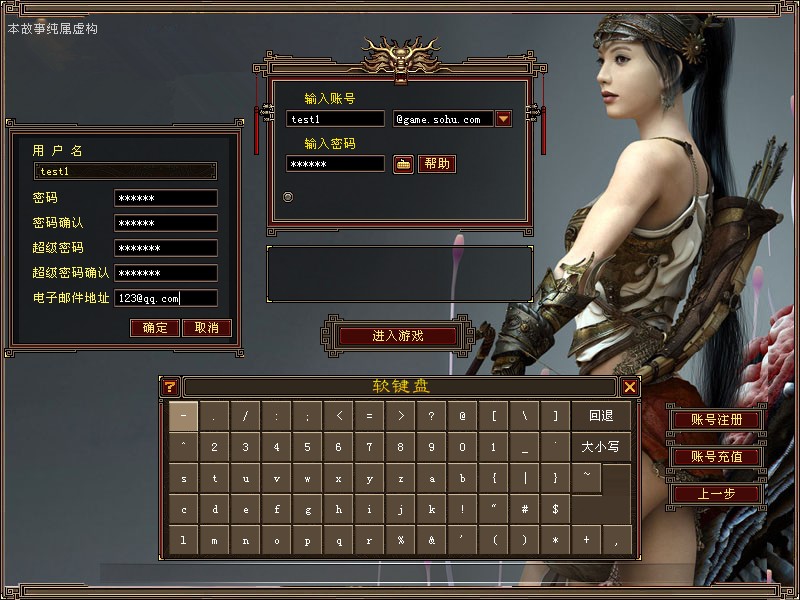 本故事纯属虚构
输入账号
test1 @game.sohu.com
输入密码
****** 帮助
用 户 名
test1
密码 ******
密码确认 ******
超级密码 *******
超级密码确认 *******
电子邮件地址 123@qq.com
确定 取消
进入游戏
? 软键盘 X
- . / : ; < = > ? @ [ \ ] 回退
^ 2 3 4 5 6 7 8 9 0 1 _ ` 大小写
s t u v w x y z a b { | } ~
c d e f g h i j k ! " # $
l m n o p q r % & ' ( ) * + ,
账号注册
账号充值
上一步